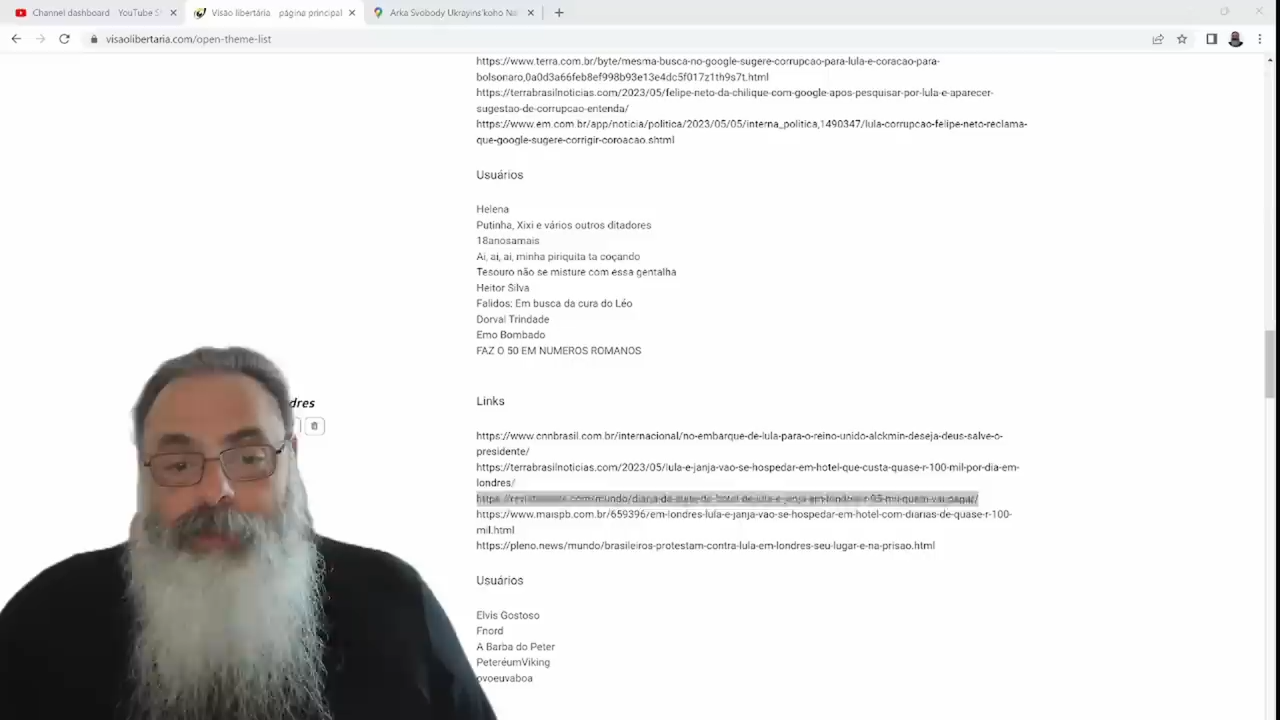 Channel dashboard - YouTube S
Visão libertária - página principal
Arka Svobody Ukrayins'koho Na
visaolibertaria.com/open-theme-list
https://www.terra.com.br/byte/mesma-busca-no-google-sugere-corrupcao-para-lula-e-coracao-para-
bolsonaro,0a0d3a66feb8ef998b93e13e4dc5f017z1th9s7t.html
https://terrabrasilnoticias.com/2023/05/felipe-neto-da-chilique-com-google-apos-pesquisar-por-lula-e-aparecer-
sugestao-de-corrupcao-entenda/
https://www.em.com.br/app/noticia/politica/2023/05/05/interna_politica,1490347/lula-corrupcao-felipe-neto-reclama-
que-google-sugere-corrigir-coroacao.shtml
Usuários
Helena
Putinha, Xixi e vários outros ditadores
18anosamais
Ai, ai, ai, minha piriquita ta coçando
Tesouro não se misture com essa gentalha
Heitor Silva
Falidos: Em busca da cura do Léo
Dorval Trindade
Emo Bombado
FAZ O 50 EM NUMEROS ROMANOS
dres
Links
https://www.cnnbrasil.com.br/internacional/no-embarque-de-lula-para-o-reino-unido-alckmin-deseja-deus-salve-o-
presidente/
https://terrabrasilnoticias.com/2023/05/lula-e-janja-vao-se-hospedar-em-hotel-que-custa-quase-r-100-mil-por-dia-em-
londres/
https://www.maispb.com.br/659396/em-londres-lula-e-janja-vao-se-hospedar-em-hotel-com-diarias-de-quase-r-100-
mil.html
https://pleno.news/mundo/brasileiros-protestam-contra-lula-em-londres-seu-lugar-e-na-prisao.html
Usuários
Elvis Gostoso
Fnord
A Barba do Peter
PeteréumViking
ovoeuvaboa